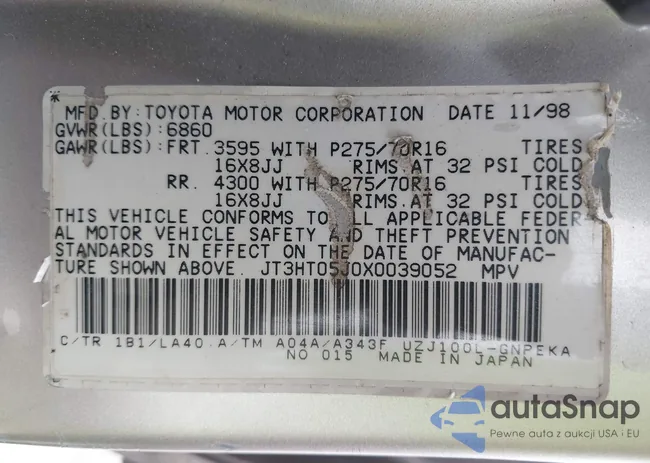 MFD.BY:TOYOTA MOTOR CORPORATION DATE 11/98
GVWR(LBS):6860
GAWR(LBS):FRT. 3595 WITH P275/70R16 TIRES
16X8JJ RIMS.AT 32 PSI COLD
RR. 4300 WITH P275/70R16 TIRES
16X8JJ RIMS.AT 32 PSI COLD
THIS VEHICLE CONFORMS TO ALL APPLICABLE FEDER-
AL MOTOR VEHICLE SAFETY AND THEFT PREVENTION
STANDARDS IN EFFECT ON THE DATE OF MANUFAC-
TURE SHOWN ABOVE. JT3HT05J0X0039052 MPV
C/TR 1B1/LA40 A/TM A04A/A343F UZJ100L-GNPEKA
NO 015 MADE IN JAPAN
autaSnap
Pewne auta z aukcji USA i EU